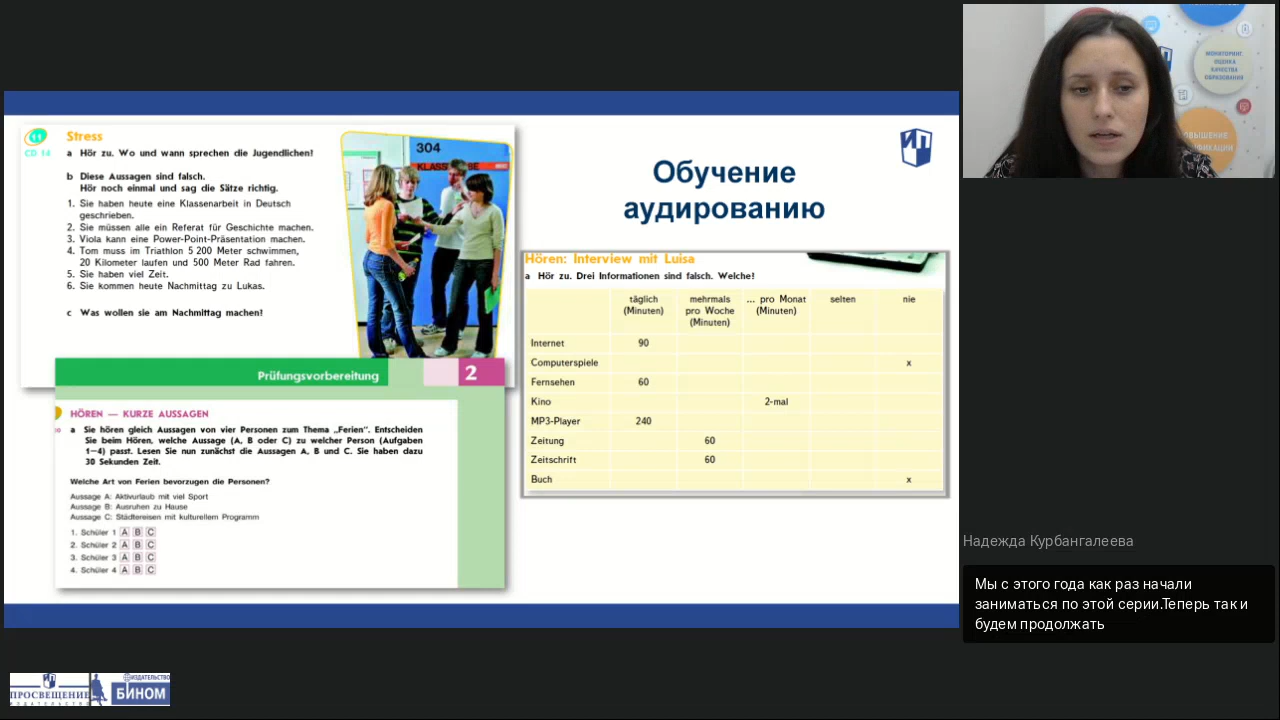 11
CD 14
Stress
a Hör zu. Wo und wann sprechen die Jugendlichen!
b Diese Aussagen sind falsch.
Hör noch einmal und sag die Sätze richtig.
1. Sie haben heute eine Klassenarbeit in Deutsch
geschrieben.
2. Sie müssen alle ein Referat für Geschichte machen.
3. Viola kann eine Power-Point-Präsentation machen.
4. Tom muss im Triathlon 5 200 Meter schwimmen,
20 Kilometer laufen und 500 Meter Rad fahren.
5. Sie haben viel Zeit.
6. Sie kommen heute Nachmittag zu Lukas.
c Was wollen sie am Nachmittag machen!
304
Prüfungsvorbereitung
2
HÖREN — KURZE AUSSAGEN
a Sie hören gleich Aussagen von vier Personen zum Thema „Ferien“. Entscheiden
Sie beim Hören, welche Aussage (A, B oder C) zu welcher Person (Aufgaben
1—4) passt. Lesen Sie nun zunächst die Aussagen A, B und C. Sie haben dazu
30 Sekunden Zeit.
Welche Art von Ferien bevorzugen die Personen?
Aussage A: Aktivurlaub mit viel Sport
Aussage B: Ausruhen zu Hause
Aussage C: Städtereisen mit kulturellem Programm
1. Schüler 1 A B C
2. Schüler 2 A B C
3. Schüler 3 A B C
4. Schüler 4 A B C
Обучение
аудированию
Hören: Interview mit Luisa
a Hör zu. Drei Informationen sind falsch. Welche!
täglich mehrmals ... pro Monat selten nie
(Minuten) pro Woche (Minuten)
(Minuten)
Internet 90
Computerspiele x
Fernsehen 60
Kino 2-mal
MP3-Player 240
Zeitung 60
Zeitschrift 60
Buch x
МОНИТОРИНГ.
ОЦЕНКА
КАЧЕСТВА
ОБРАЗОВАНИЯ
Надежда Курбангалеева
Мы с этого года как раз начали
заниматься по этой серии.Теперь так и
будем продолжать
ПРОСВЕЩЕНИЕ
ИЗДАТЕЛЬСТВО
ИЗДАТЕЛЬСТВО
БИНОМ